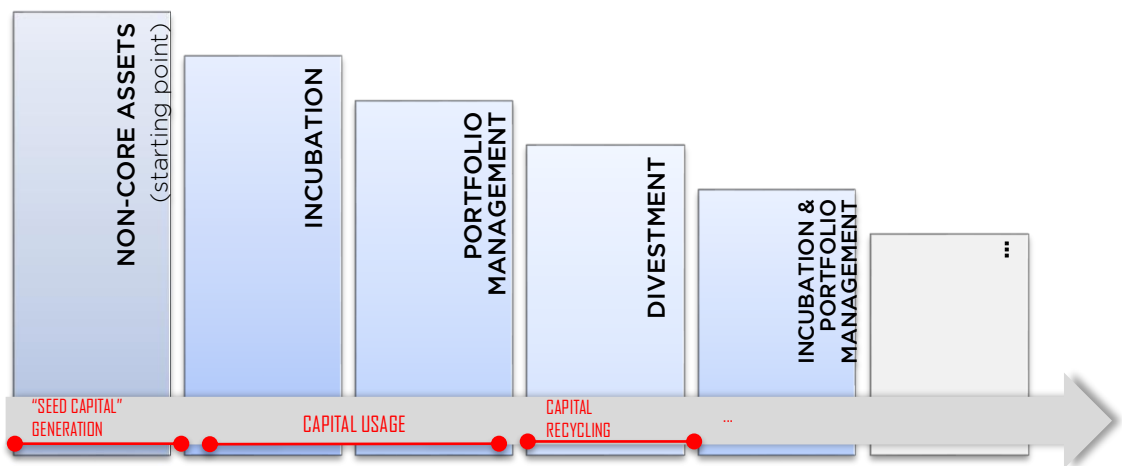 NON-CORE ASSETS
(starting point)
INCUBATION
PORTFOLIO
MANAGEMENT
DIVESTMENT
INCUBATION &
PORTFOLIO
MANAGEMENT
...
“SEED CAPITAL”
GENERATION
CAPITAL USAGE
CAPITAL
RECYCLING
...